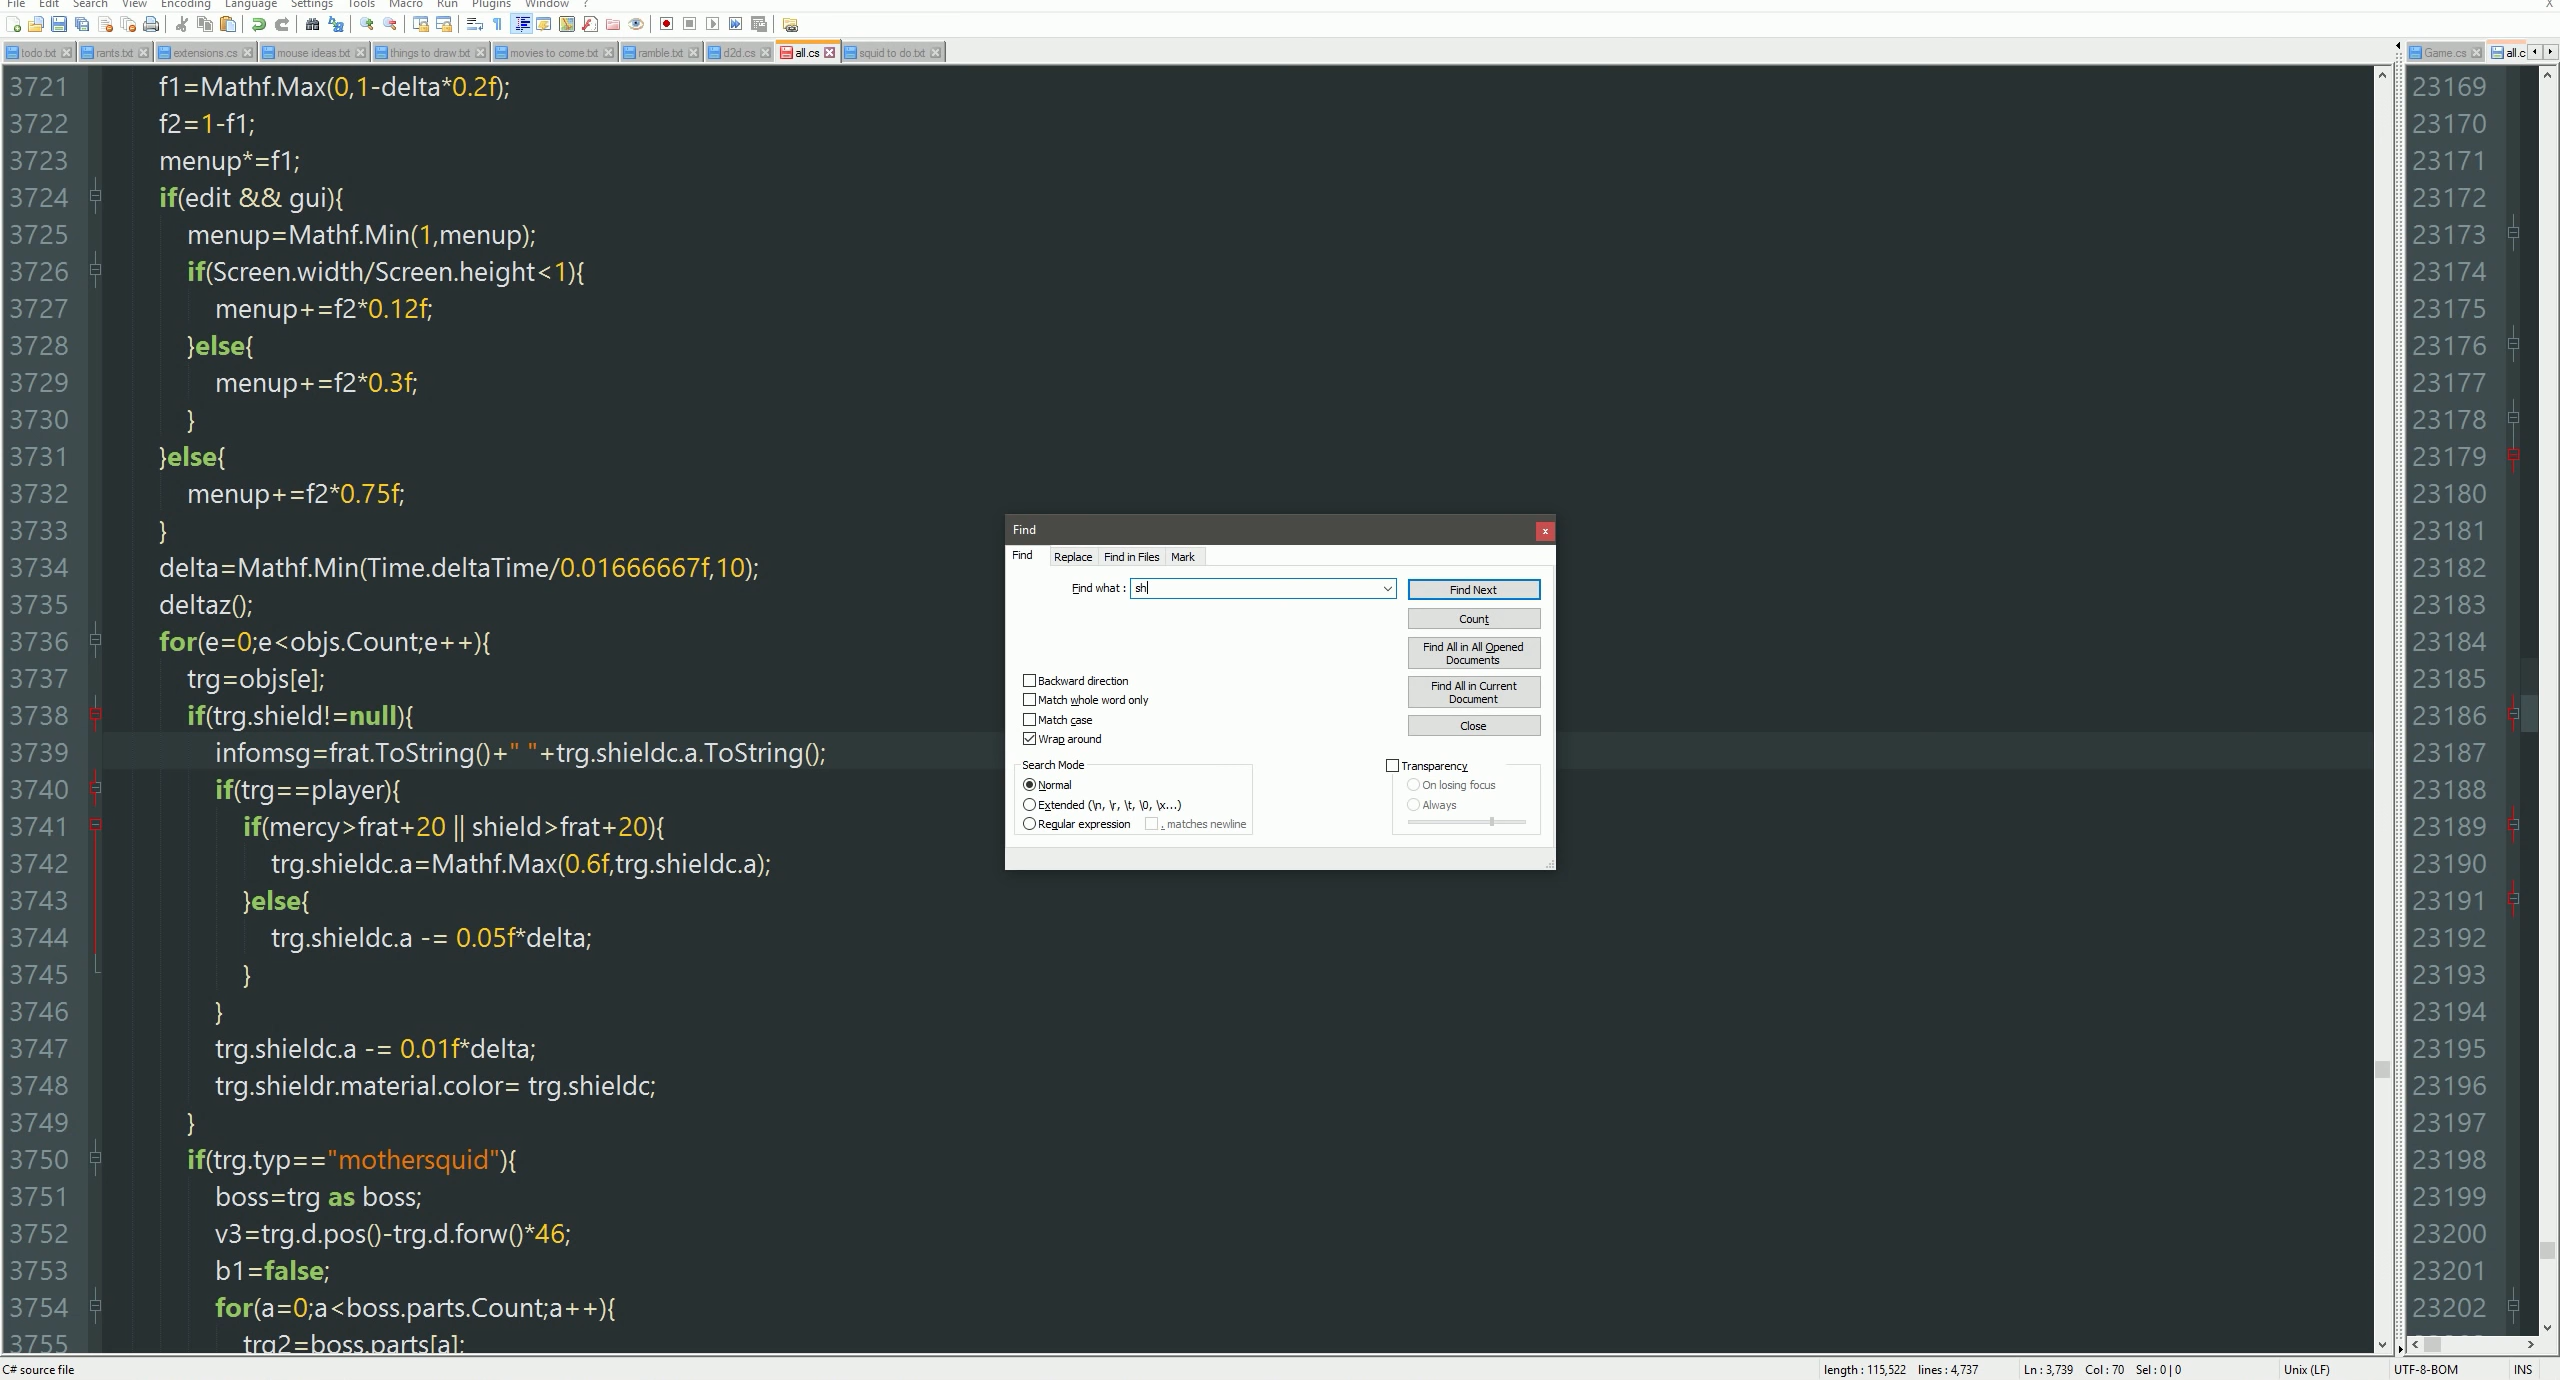 File Edit Search View Encoding Language Settings Tools Macro Run Plugins Window ? X
todo.txt rants.txt extensions.cs mouse ideas.txt things to draw.txt movies to come.txt ramble.txt d2d.cs all.cs squid to do.txt Game.cs all.c
3721 f1=Mathf.Max(0,1-delta*0.2f);
3722 f2=1-f1;
3723 menup*=f1;
3724 if(edit && gui){
3725 menup=Mathf.Min(1,menup);
3726 if(Screen.width/Screen.height<1){
3727 menup+=f2*0.12f;
3728 }else{
3729 menup+=f2*0.3f;
3730 }
3731 }else{
3732 menup+=f2*0.75f;
3733 }
3734 delta=Mathf.Min(Time.deltaTime/0.01666667f,10);
3735 deltaz();
3736 for(e=0;e<objs.Count;e++){
3737 trg=objs[e];
3738 if(trg.shield!=null){
3739 infomsg=frat.ToString()+" "+trg.shieldc.a.ToString();
3740 if(trg==player){
3741 if(mercy>frat+20 || shield>frat+20){
3742 trg.shieldc.a=Mathf.Max(0.6f,trg.shieldc.a);
3743 }else{
3744 trg.shieldc.a -= 0.05f*delta;
3745 }
3746 }
3747 trg.shieldc.a -= 0.01f*delta;
3748 trg.shieldr.material.color= trg.shieldc;
3749 }
3750 if(trg.typ=="mothersquid"){
3751 boss=trg as boss;
3752 v3=trg.d.pos()-trg.d.forw()*46;
3753 b1=false;
3754 for(a=0;a<boss.parts.Count;a++){
3755 trg2=boss.parts[a];
Find x
Find Replace Find in Files Mark
Find what : sh
Find Next
Count
Find All in All Opened
Documents
Find All in Current
Document
Close
Backward direction
Match whole word only
Match case
Wrap around
Search Mode
Normal
Extended (\n, \r, \t, \0, \x...)
Regular expression . matches newline
Transparency
On losing focus
Always
23169
23170
23171
23172
23173
23174
23175
23176
23177
23178
23179
23180
23181
23182
23183
23184
23185
23186
23187
23188
23189
23190
23191
23192
23193
23194
23195
23196
23197
23198
23199
23200
23201
23202
C# source file length : 115,522 lines : 4,737 Ln : 3,739 Col : 70 Sel : 0 | 0 Unix (LF) UTF-8-BOM INS